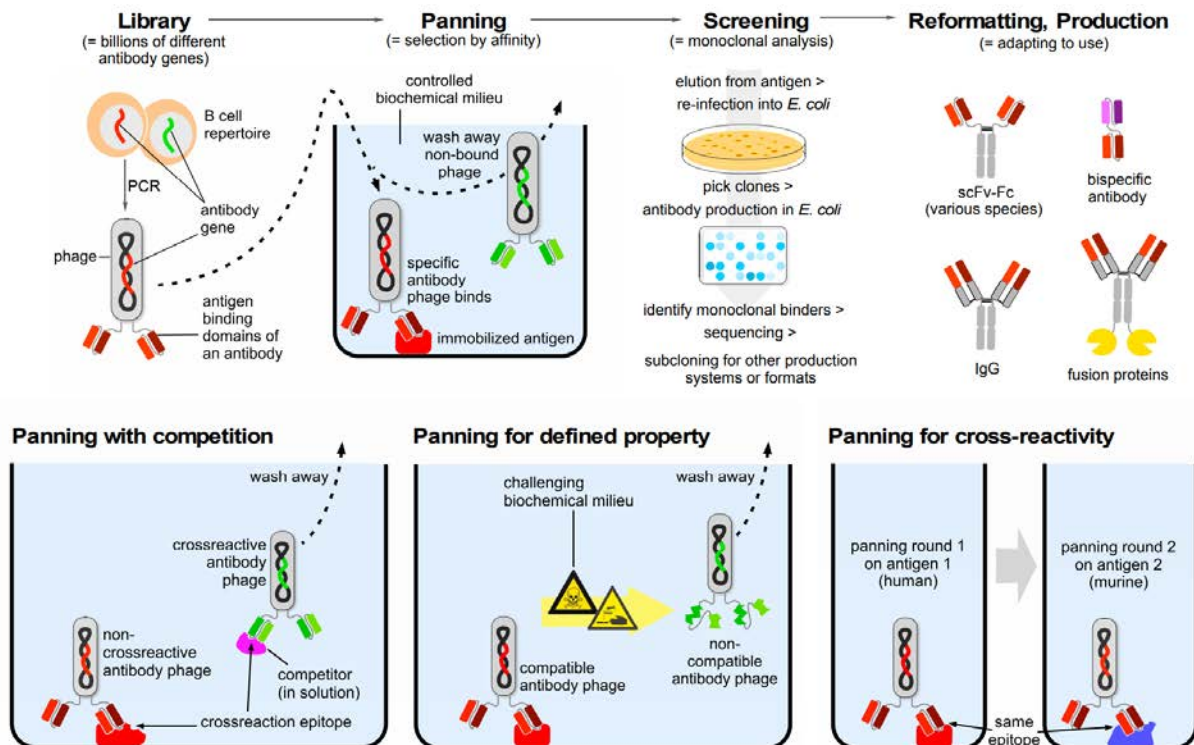 Library
(= billions of different
antibody genes)
B cell
repertoire
PCR
antibody
gene
phage
antigen
binding
domains of
an antibody
Panning
(= selection by affinity)
controlled
biochemical milieu
wash away
non-bound
phage
specific
antibody
phage binds
immobilized antigen
Screening
(= monoclonal analysis)
elution from antigen >
re-infection into E. coli
pick clones >
antibody production in E. coli
identify monoclonal binders >
sequencing >
subcloning for other production
systems or formats
Reformatting, Production
(= adapting to use)
scFv-Fc
(various species)
bispecific
antibody
IgG
fusion proteins
Panning with competition
wash away
crossreactive
antibody
phage
non-
crossreactive
antibody phage
competitor
(in solution)
crossreaction epitope
Panning for defined property
challenging
biochemical milieu
wash away
compatible
antibody phage
non-
compatible
antibody phage
Panning for cross-reactivity
panning round 1
on antigen 1
(human)
panning round 2
on antigen 2
(murine)
same
epitope